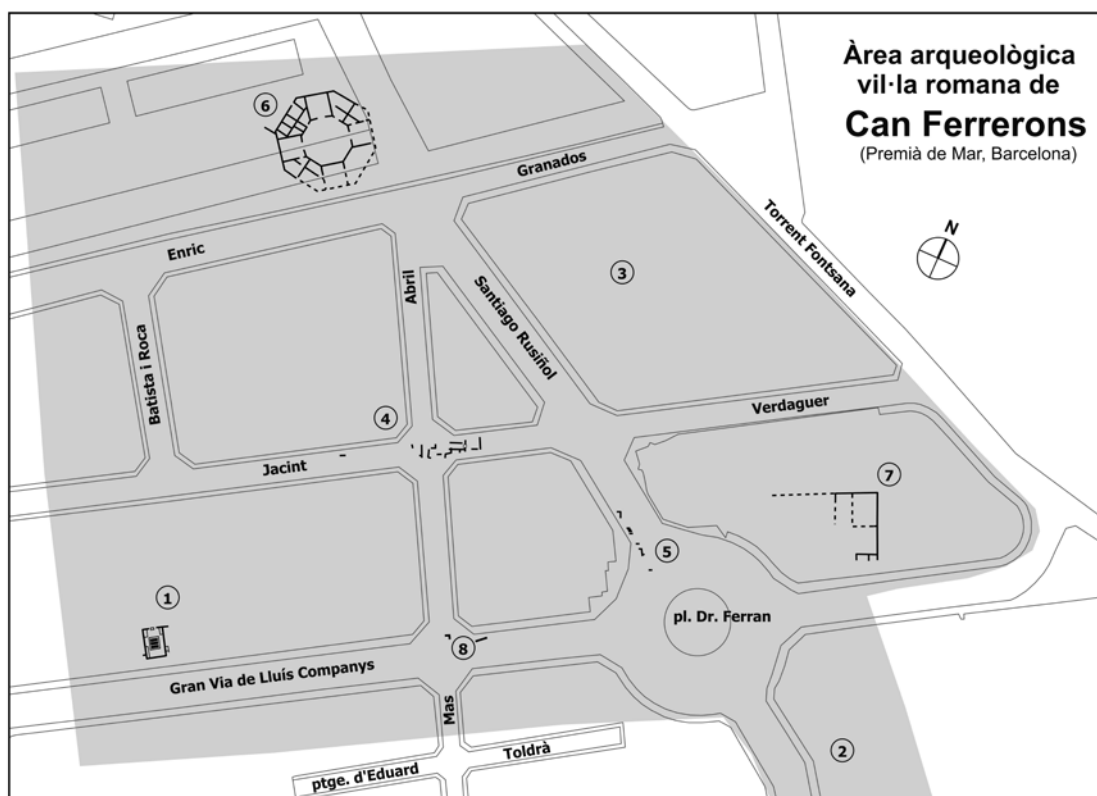 Àrea arqueològica
vil·la romana de
Can Ferrerons
(Premià de Mar, Barcelona)
6
Granados
Enric
N
Torrent Fontsana
3
Abril
Santiago Rusiñol
Batista i Roca
4
Verdaguer
Jacint
7
5
1
pl. Dr. Ferran
8
Gran Via de Lluís Companys
Mas
2
Toldrà
ptge. d'Eduard